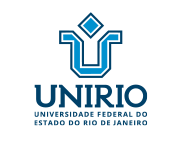 UNIRIO
UNIVERSIDADE FEDERAL DO
ESTADO DO RIO DE JANEIRO